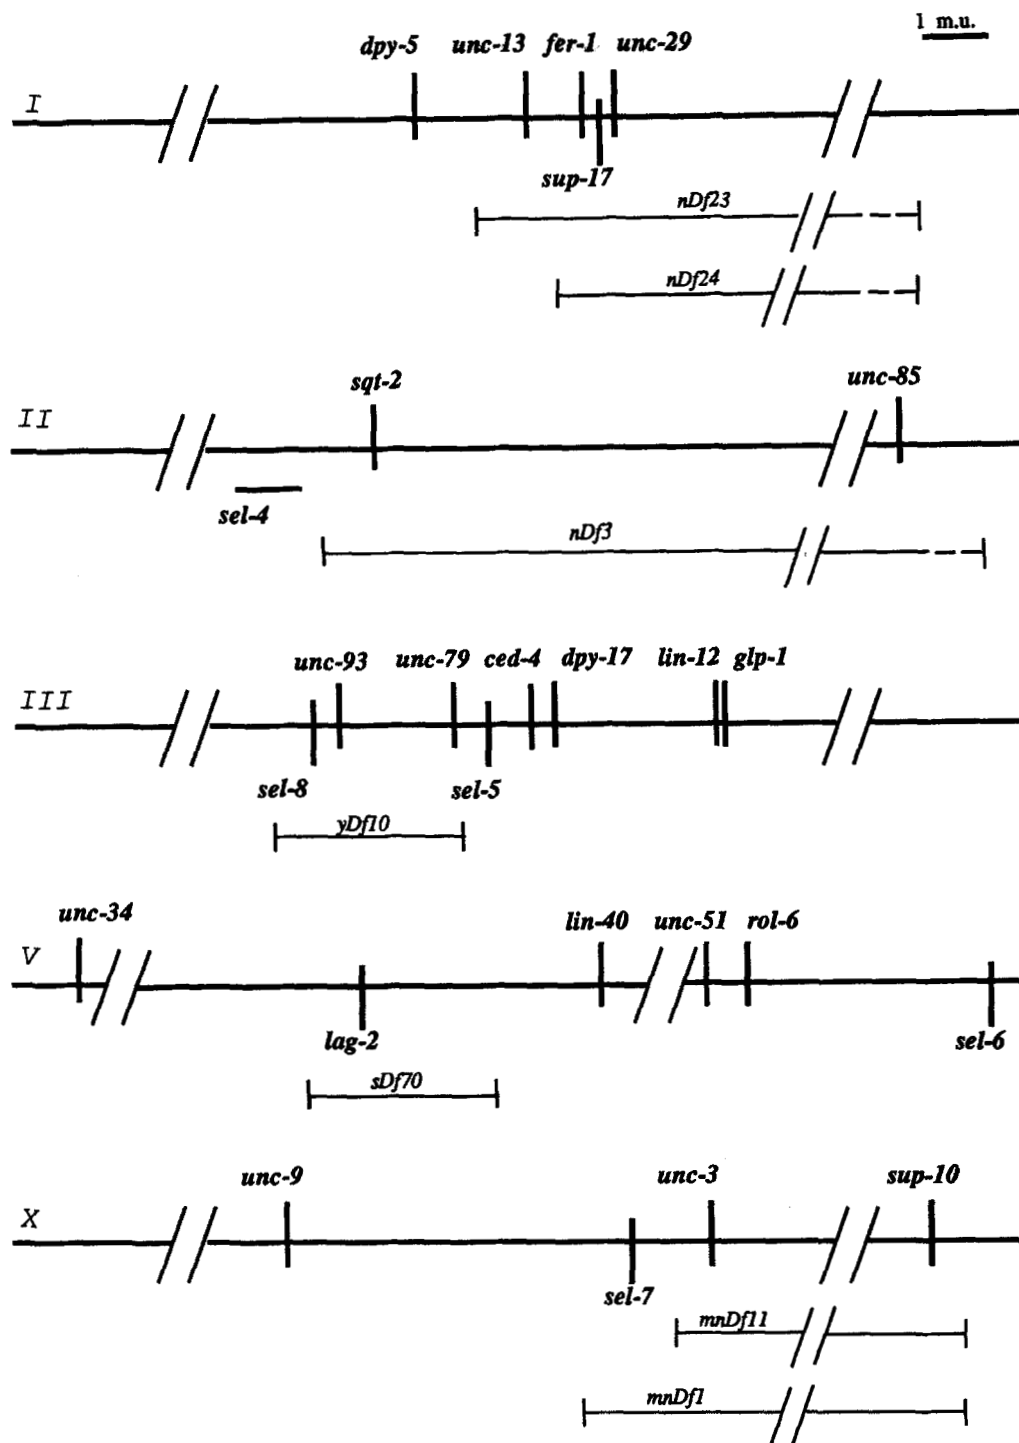 1 m.u.
dpy-5 unc-13 fer-1 unc-29
I
sup-17
nDf23
nDf24
sqt-2 unc-85
II
sel-4
nDf3
unc-93 unc-79 ced-4 dpy-17 lin-12 glp-1
III
sel-8 sel-5
yDf10
unc-34 lin-40 unc-51 rol-6
V
lag-2 sel-6
sDf70
unc-9 unc-3 sup-10
X
sel-7
mnDf11
mnDf1